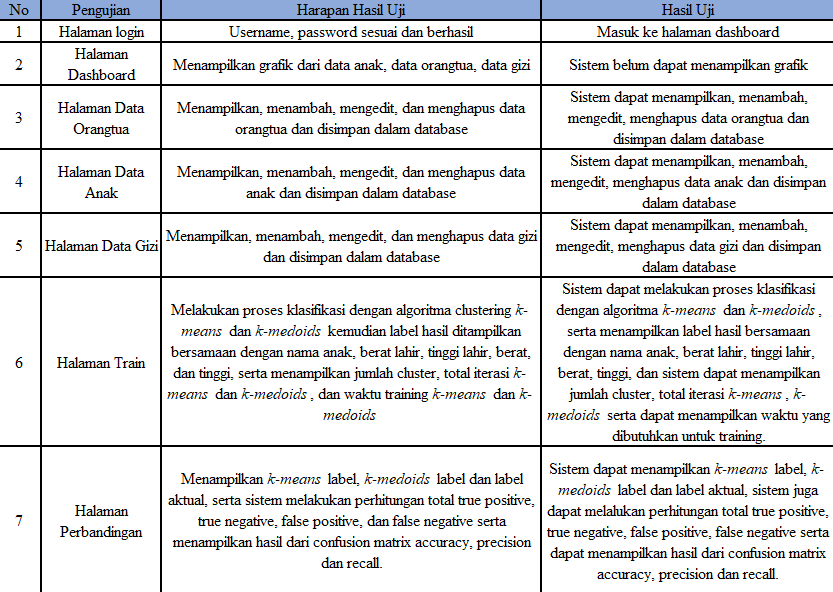 No Pengujian Harapan Hasil Uji Hasil Uji
1 Halaman login Username, password sesuai dan berhasil Masuk ke halaman dashboard
2
Halaman
Dashboard
Menampilkan grafik dari data anak, data orangtua, data gizi
Sistem belum dapat menampilkan grafik
3
Halaman Data
Orangtua
Menampilkan, menambah, mengedit, dan menghapus data
orangtua dan disimpan dalam database
Sistem dapat menampilkan, menambah,
mengedit, menghapus data orangtua dan
disimpan dalam database
4
Halaman Data
Anak
Menampilkan, menambah, mengedit, dan menghapus data
anak dan disimpan dalam database
Sistem dapat menampilkan, menambah,
mengedit, menghapus data anak dan disimpan
dalam database
5
Halaman Data Gizi
Menampilkan, menambah, mengedit, dan menghapus data gizi
dan disimpan dalam database
Sistem dapat menampilkan, menambah,
mengedit, menghapus data gizi dan disimpan
dalam database
6
Halaman Train
Melakukan proses klasifikasi dengan algoritma clustering k-
means dan k-medoids kemudian label hasil ditampilkan
bersamaan dengan nama anak, berat lahir, tinggi lahir, berat,
dan tinggi, serta menampilkan jumlah cluster, total iterasi k-
means dan k-medoids , dan waktu training k-means dan k-
medoids
Sistem dapat melakukan proses klasifikasi
dengan algoritma k-means dan k-medoids ,
serta menampilkan label hasil bersamaan
dengan nama anak, berat lahir, tinggi lahir,
berat, tinggi, dan sistem dapat menampilkan
jumlah cluster, total iterasi k-means , k-
medoids serta dapat menampilkan waktu yang
dibutuhkan untuk training.
7
Halaman
Perbandingan
Menampilkan k-means label, k-medoids label dan label
aktual, serta sistem melakukan perhitungan total true positive,
true negative, false positive, dan false negative serta
menampilkan hasil dari confusion matrix accuracy, precision
dan recall.
Sistem dapat menampilkan k-means label, k-
medoids label dan label aktual, sistem juga
dapat melalukan perhitungan total true positive,
true negative, false positive, false negative serta
dapat menampilkan hasil dari confusion matrix
accuracy, precision dan recall.